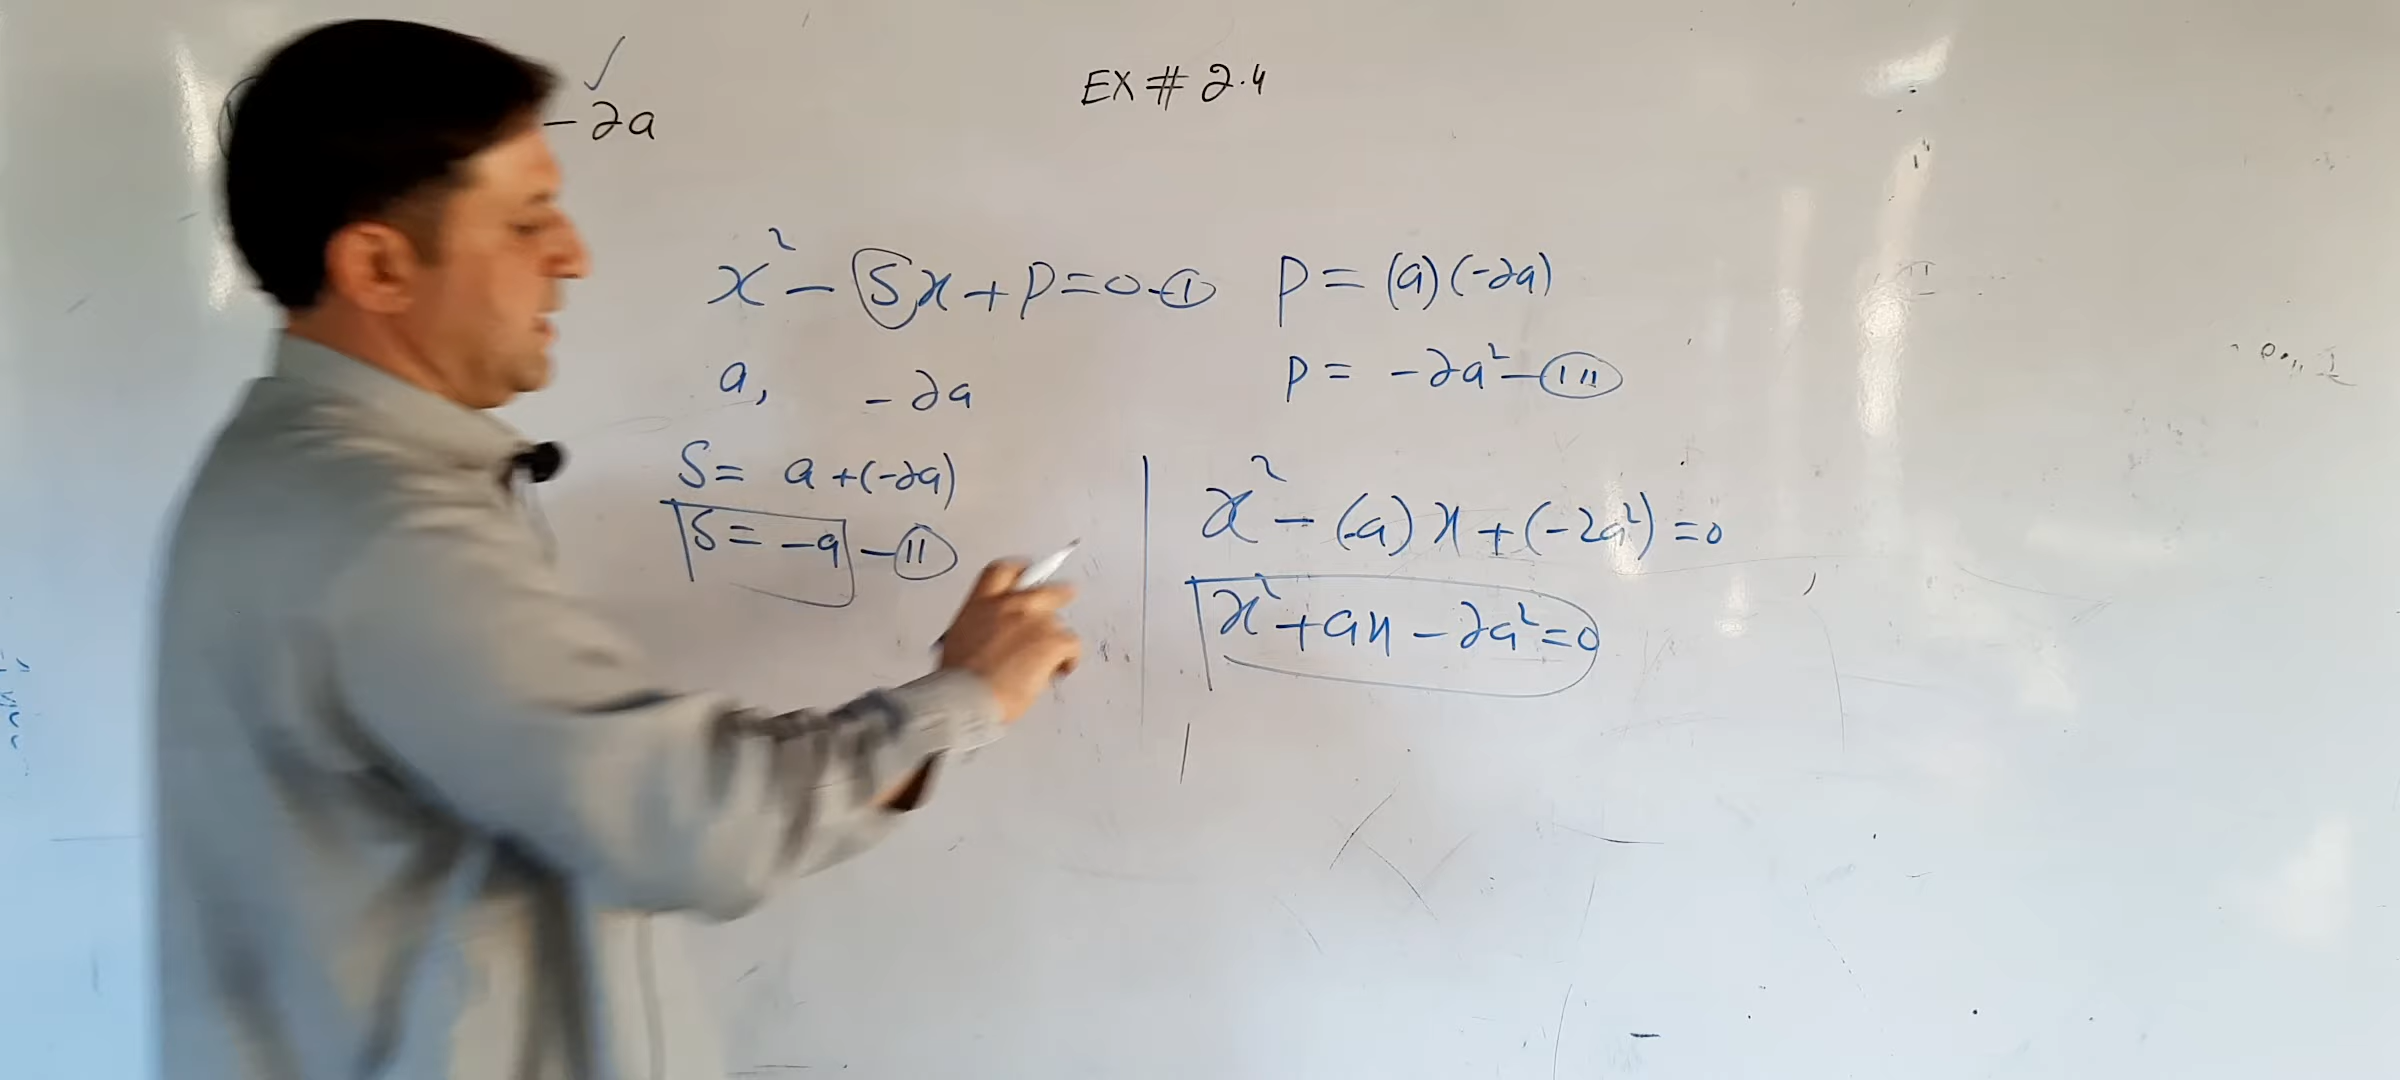 EX # 2.4
- 2a
x² - Sx + P = 0 - (I)
a, - 2a
S = a + (-2a)
S = -a - (II)
P = (a) (-2a)
P = -2a² - (III)
x² - (-a) x + (-2a²) = 0
x² + ax - 2a² = 0